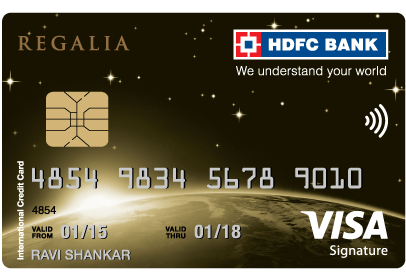 REGALIA
HDFC BANK
We understand your world
International Credit Card
4854 9834 5678 9010
4854
VALID FROM 01/15 VALID THRU 01/18
RAVI SHANKAR
VISA
Signature